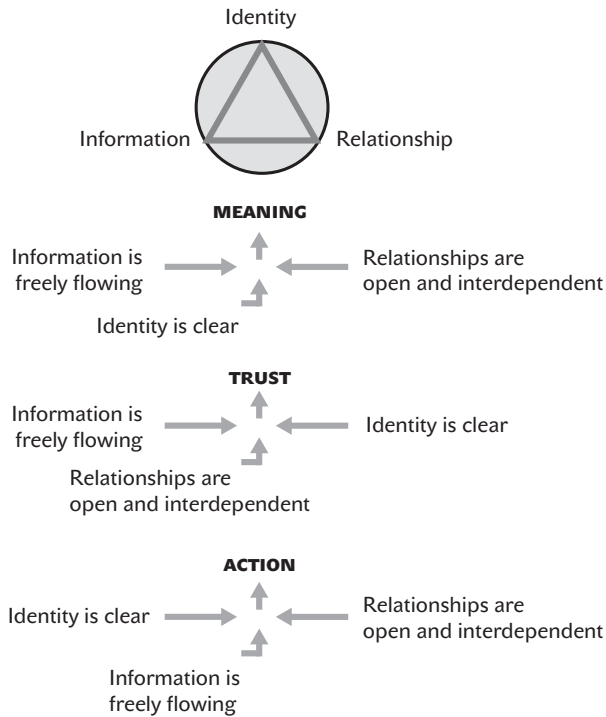 Identity
Information
Relationship
MEANING
Information is
freely flowing
Relationships are
open and interdependent
Identity is clear
TRUST
Information is
freely flowing
Identity is clear
Relationships are
open and interdependent
ACTION
Identity is clear
Relationships are
open and interdependent
Information is
freely flowing